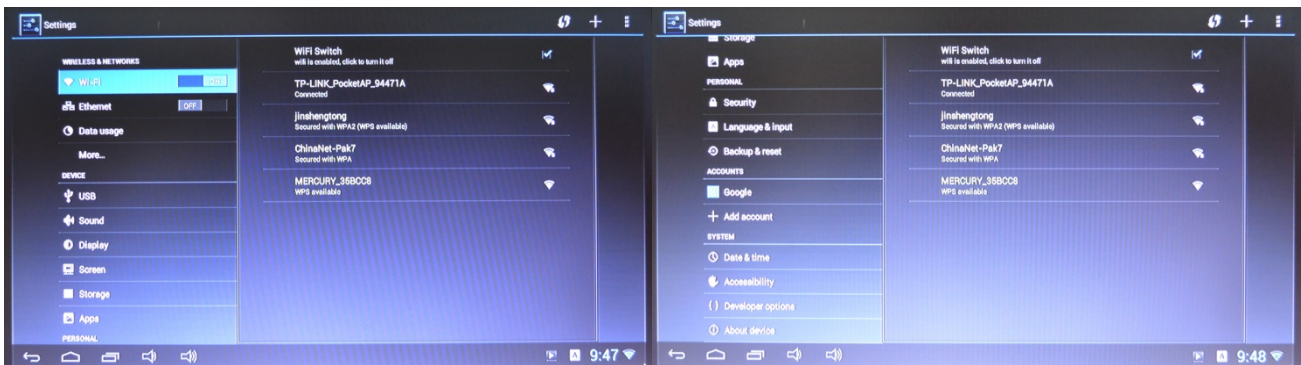 Settings
WIRELESS & NETWORKS
Wi-Fi
ON
Ethernet
OFF
Data usage
More...
DEVICE
USB
Sound
Display
Screen
Storage
Apps
PERSONAL
WiFi Switch
wifi is enabled, click to turn it off
TP-LINK_PocketAP_94471A
Connected
jinshengtong
Secured with WPA2 (WPS available)
ChinaNet-Pak7
Secured with WPA
MERCURY_35BCC8
WPS available
A
9:47
Settings
Storage
Apps
PERSONAL
Security
A
Language & input
Backup & reset
ACCOUNTS
Google
Add account
SYSTEM
Date & time
Accessibility
{ } Developer options
About device
WiFi Switch
wifi is enabled, click to turn it off
TP-LINK_PocketAP_94471A
Connected
jinshengtong
Secured with WPA2 (WPS available)
ChinaNet-Pak7
Secured with WPA
MERCURY_35BCC8
WPS available
A
9:48